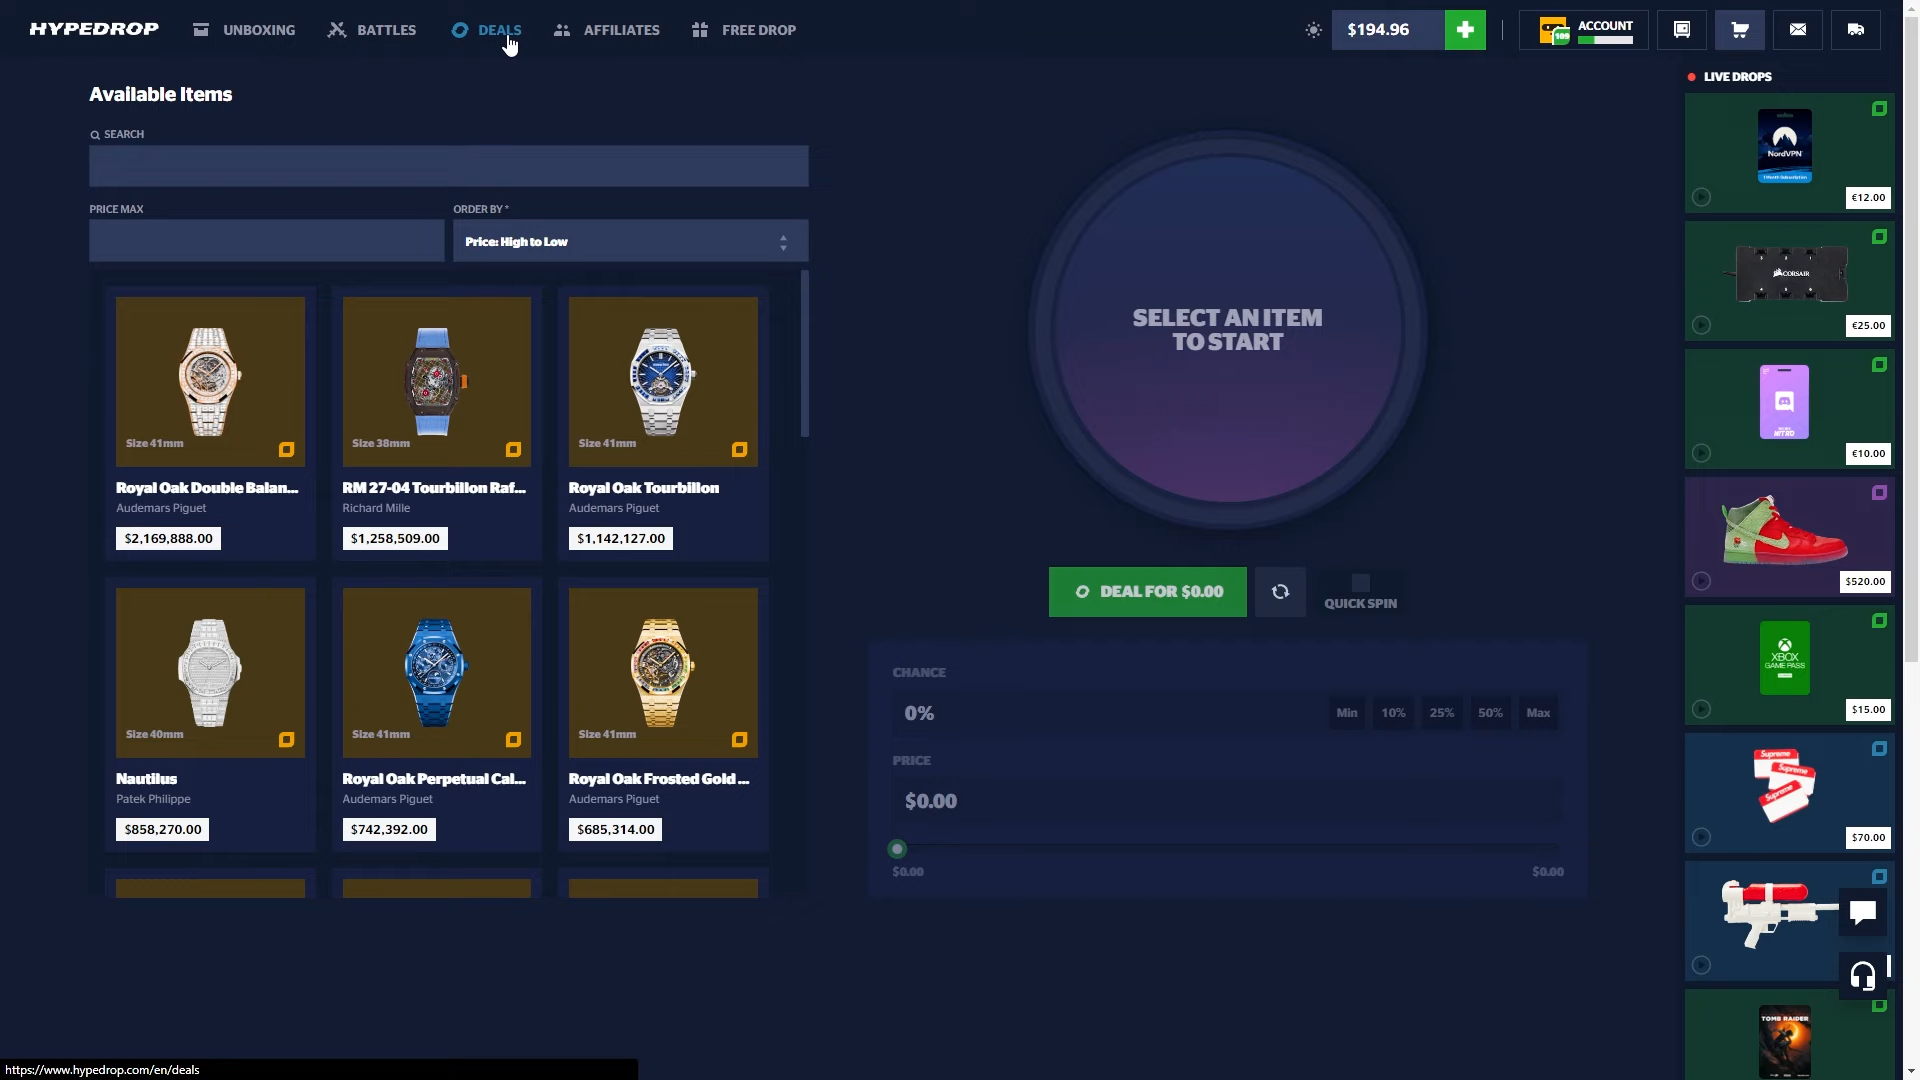 HYPEDROP
UNBOXING
BATTLES
DEALS
AFFILIATES
FREE DROP
$194.96
109
ACCOUNT
Available Items
SEARCH
PRICE MAX
ORDER BY *
Price: High to Low
Size 41mm
Royal Oak Double Balan...
Audemars Piguet
$2,169,888.00
Size 38mm
RM 27-04 Tourbillon Raf...
Richard Mille
$1,258,509.00
Size 41mm
Royal Oak Tourbillon
Audemars Piguet
$1,142,127.00
Size 40mm
Nautilus
Patek Philippe
$858,270.00
Size 41mm
Royal Oak Perpetual Cal...
Audemars Piguet
$742,392.00
Size 41mm
Royal Oak Frosted Gold ...
Audemars Piguet
$685,314.00
SELECT AN ITEM
TO START
DEAL FOR $0.00
QUICK SPIN
CHANCE
0%
Min
10%
25%
50%
Max
PRICE
$0.00
$0.00
$0.00
LIVE DROPS
NordVPN
1 Month Subscription
€12.00
CORSAIR
€25.00
NITRO
€10.00
$520.00
XBOX
GAME PASS
$15.00
Supreme
Supreme
Supreme
$70.00
TOMB RAIDER
https://www.hypedrop.com/en/deals